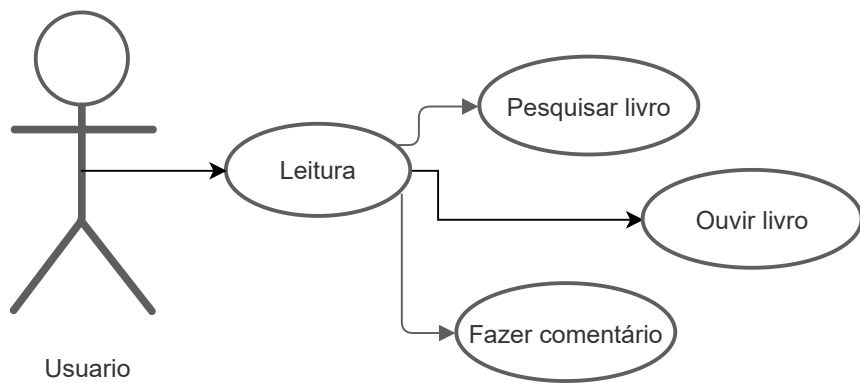 Pesquisar livro
Leitura
Ouvir livro
Fazer comentário
Usuario